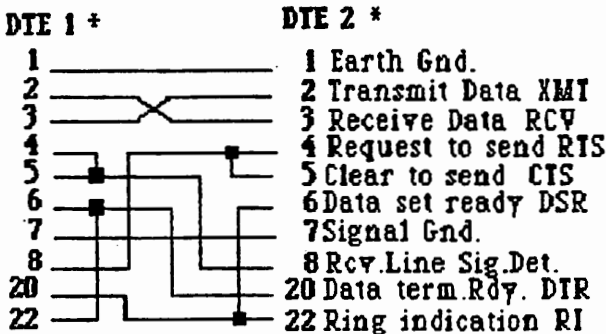 DTE 1 + DTE 2 *
1 1 Earth Gnd.
2 2 Transmit Data XMT
3 3 Receive Data RCV
4 4 Request to send RTS
5 5 Clear to send CTS
6 6 Data set ready DSR
7 7 Signal Gnd.
8 8 Rcv.Line Sig.Det.
20 20 Data term.Rdy. DTR
22 22 Ring indication RI